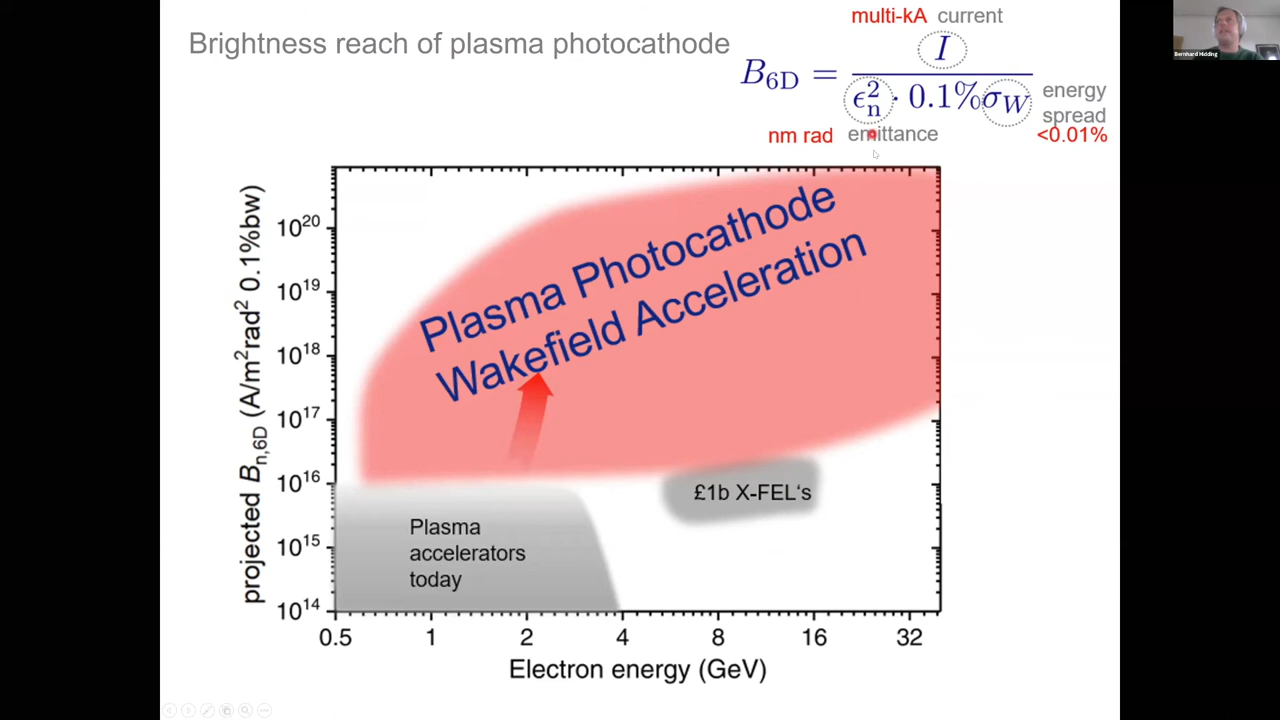 multi-kA current
Brightness reach of plasma photocathode
Bernhard Hidding
B6D = I / ϵn² · 0.1%σW
energy
spread
nm rad emittance <0.01%
projected Bn,6D (A/m²rad² 0.1%bw)
10²⁰
10¹⁹
10¹⁸
10¹⁷
10¹⁶
10¹⁵
10¹⁴
Plasma Photocathode
Wakefield Acceleration
£1b X-FEL‘s
Plasma
accelerators
today
0.5 1 2 4 8 16 32
Electron energy (GeV)